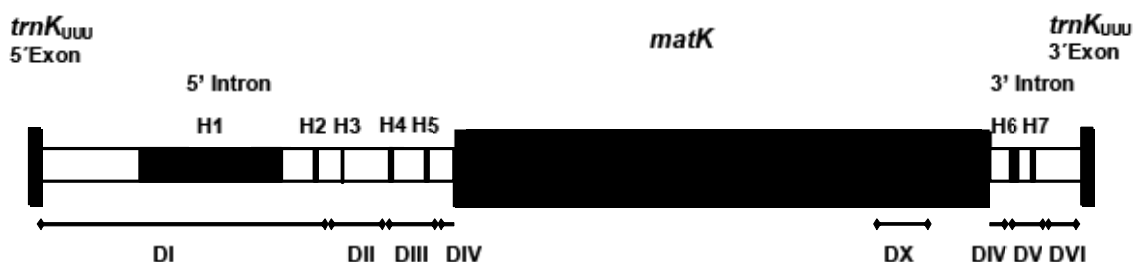 trnKUUU
5´Exon
matK
trnKUUU
3´Exon
5’ Intron
3’ Intron
H1 H2 H3 H4 H5 H6 H7
DI DII DIII DIV DX DIV DV DVI